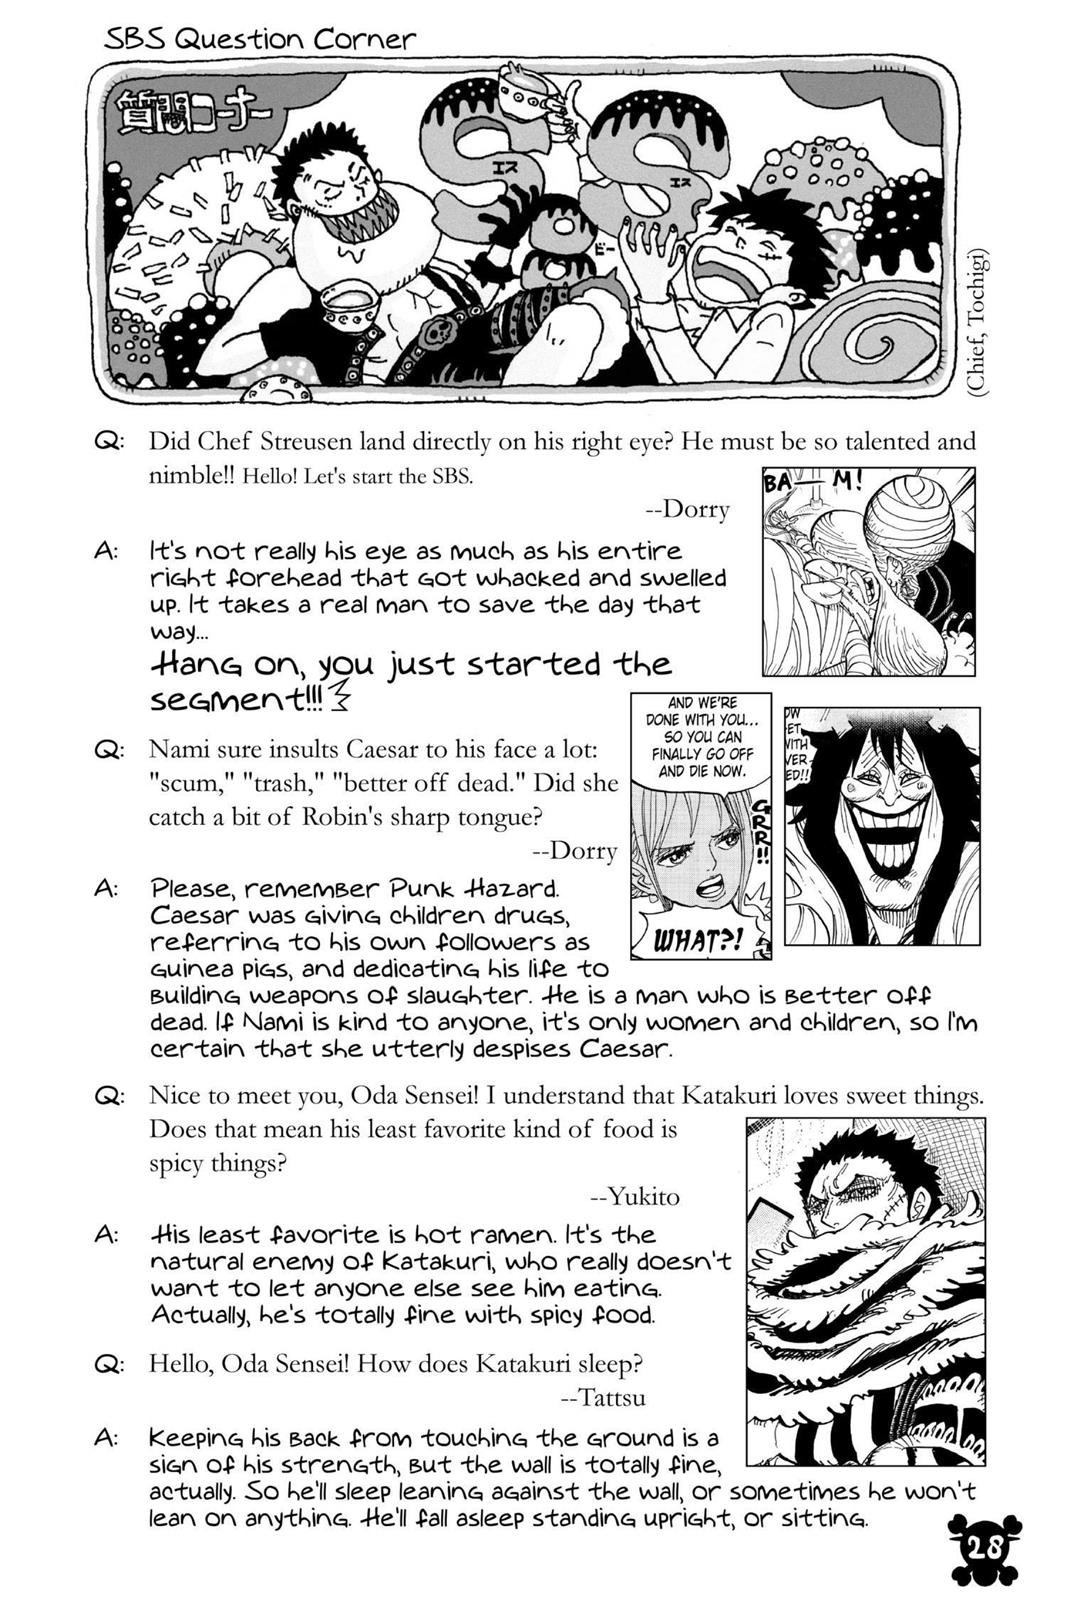 SBS Question Corner
質問コーナー
エス
エス
ビー
(Chief, Tochigi)
Q: Did Chef Streusen land directly on his right eye? He must be so talented and
nimble!! Hello! Let's start the SBS.
--Dorry
BA—M!
A: It's not really his eye as much as his entire
right forehead that got whacked and swelled
up. It takes a real man to save the day that
way...
Hang on, you just started the
segment!!!
Q: Nami sure insults Caesar to his face a lot:
"scum," "trash," "better off dead." Did she
catch a bit of Robin's sharp tongue?
--Dorry
AND WE'RE
DONE WITH YOU...
SO YOU CAN
FINALLY GO OFF
AND DIE NOW.
GRR!!
WHAT?!
OW
ET
WITH
VER
ED!!
A: Please, remember Punk Hazard.
Caesar was giving children drugs,
referring to his own followers as
guinea pigs, and dedicating his life to
building weapons of slaughter. He is a man who is better off
dead. If Nami is kind to anyone, it's only women and children, so I'm
certain that she utterly despises Caesar.
Q: Nice to meet you, Oda Sensei! I understand that Katakuri loves sweet things.
Does that mean his least favorite kind of food is
spicy things?
--Yukito
A: His least favorite is hot ramen. It's the
natural enemy of Katakuri, who really doesn't
want to let anyone else see him eating.
Actually, he's totally fine with spicy food.
Q: Hello, Oda Sensei! How does Katakuri sleep?
--Tattsu
A: Keeping his back from touching the ground is a
sign of his strength, but the wall is totally fine,
actually. So he'll sleep leaning against the wall, or sometimes he won't
lean on anything. He'll fall asleep standing upright, or sitting.
28